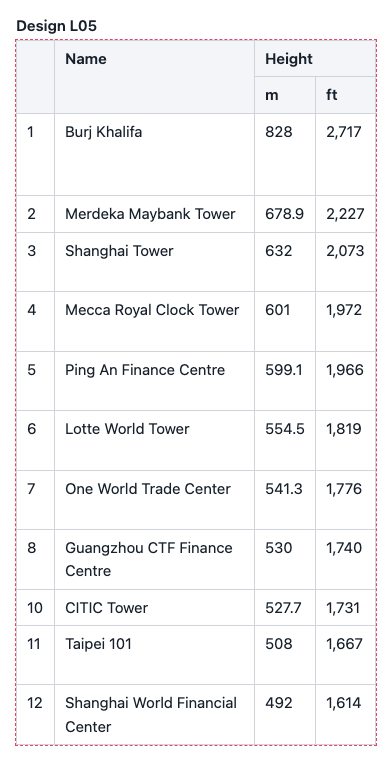 Design L05
Name Height
m ft
1 Burj Khalifa 828 2,717
2 Merdeka Maybank Tower 678.9 2,227
3 Shanghai Tower 632 2,073
4 Mecca Royal Clock Tower 601 1,972
5 Ping An Finance Centre 599.1 1,966
6 Lotte World Tower 554.5 1,819
7 One World Trade Center 541.3 1,776
8 Guangzhou CTF Finance 530 1,740
Centre
10 CITIC Tower 527.7 1,731
11 Taipei 101 508 1,667
12 Shanghai World Financial 492 1,614
Center